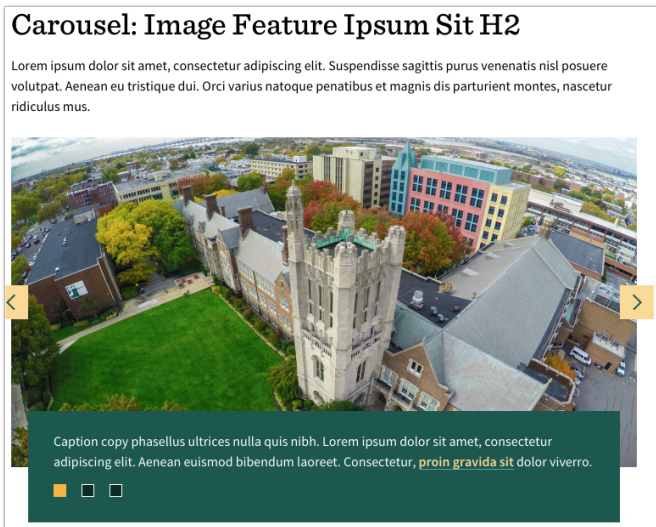 Carousel: Image Feature Ipsum Sit H2
Lorem ipsum dolor sit amet, consectetur adipiscing elit. Suspendisse sagittis purus venenatis nisl posuere
volutpat. Aenean eu tristique dui. Orci varius natoque penatibus et magnis dis parturient montes, nascetur
ridiculus mus.
Caption copy phasellus ultrices nulla quis nibh. Lorem ipsum dolor sit amet, consectetur
adipiscing elit. Aenean euismod bibendum laoreet. Consectetur, proin gravida sit dolor viverro.